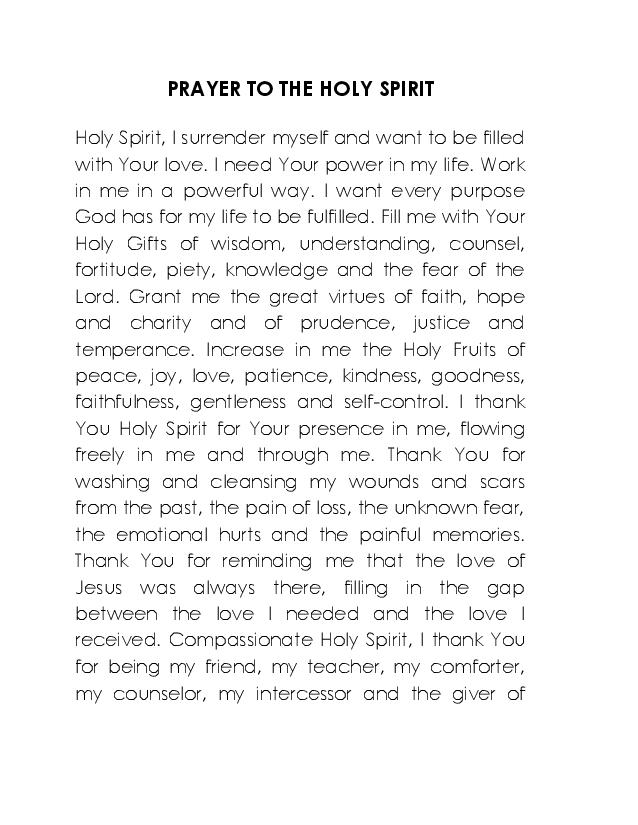 PRAYER TO THE HOLY SPIRIT
Holy Spirit, I surrender myself and want to be filled
with Your love. I need Your power in my life. Work
in me in a powerful way. I want every purpose
God has for my life to be fulfilled. Fill me with Your
Holy Gifts of wisdom, understanding, counsel,
fortitude, piety, knowledge and the fear of the
Lord. Grant me the great virtues of faith, hope
and charity and of prudence, justice and
temperance. Increase in me the Holy Fruits of
peace, joy, love, patience, kindness, goodness,
faithfulness, gentleness and self-control. I thank
You Holy Spirit for Your presence in me, flowing
freely in me and through me. Thank You for
washing and cleansing my wounds and scars
from the past, the pain of loss, the unknown fear,
the emotional hurts and the painful memories.
Thank You for reminding me that the love of
Jesus was always there, filling in the gap
between the love I needed and the love I
received. Compassionate Holy Spirit, I thank You
for being my friend, my teacher, my comforter,
my counselor, my intercessor and the giver of